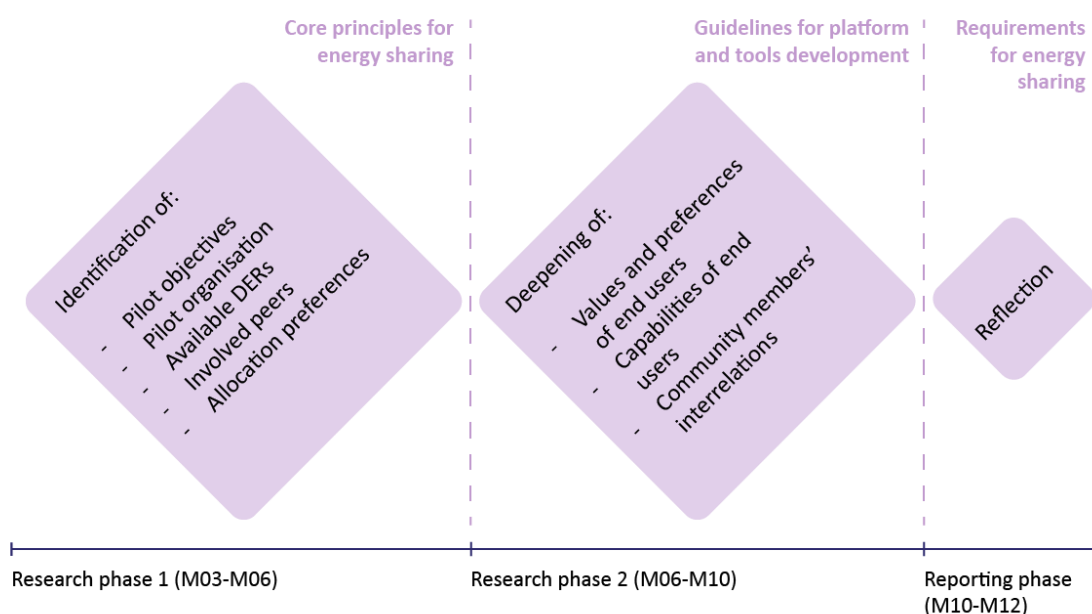 Core principles for
energy sharing
Guidelines for platform
and tools development
Requirements
for energy
sharing
Identification of:
- Pilot objectives
- Pilot organisation
- Available DERs
- Involved peers
- Allocation preferences
Deepening of:
- Values and preferences
of end users
- Capabilities of end
users
- Community members’
interrelations
Reflection
Research phase 1 (M03-M06)
Research phase 2 (M06-M10)
Reporting phase
(M10-M12)